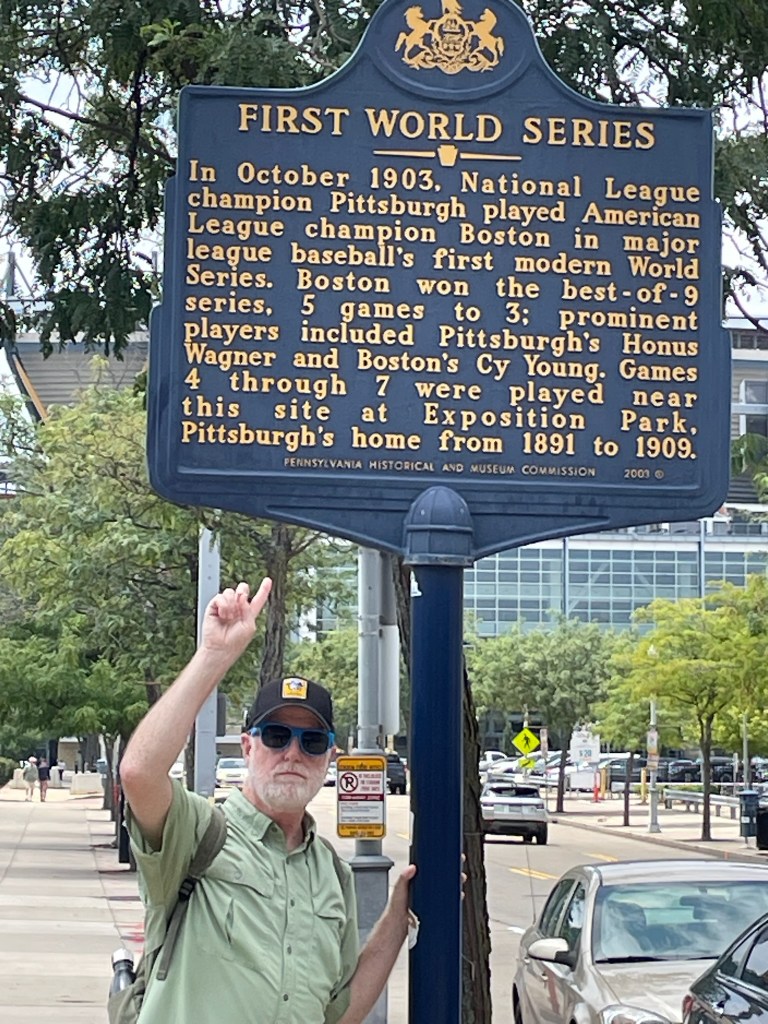 FIRST WORLD SERIES
In October 1903, National League
champion Pittsburgh played American
League champion Boston in major
league baseball's first modern World
Series. Boston won the best-of-9
series, 5 games to 3; prominent
players included Pittsburgh's Honus
Wagner and Boston's Cy Young. Games
4 through 7 were played near
this site at Exposition Park,
Pittsburgh's home from 1891 to 1909.
PENNSYLVANIA HISTORICAL AND MUSEUM COMMISSION 2003 ©